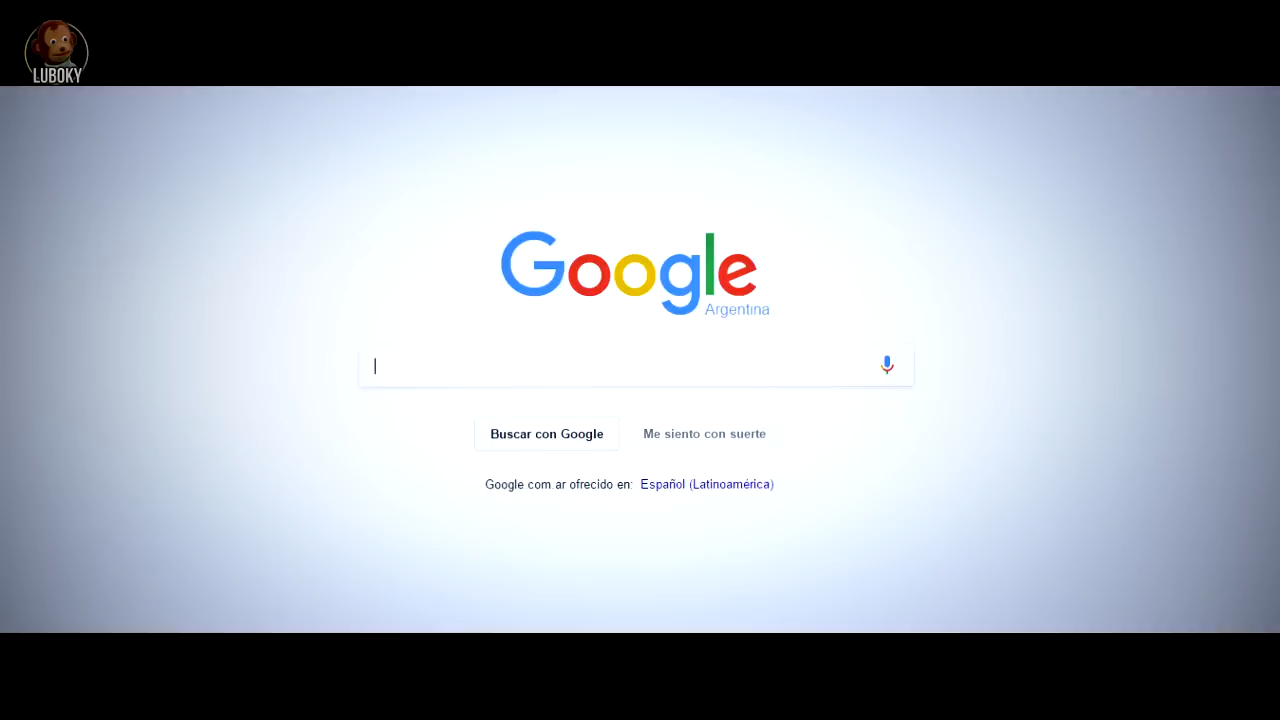 LUBOKY
Google
Argentina
Buscar con Google
Me siento con suerte
Google com.ar ofrecido en: Español (Latinoamérica)